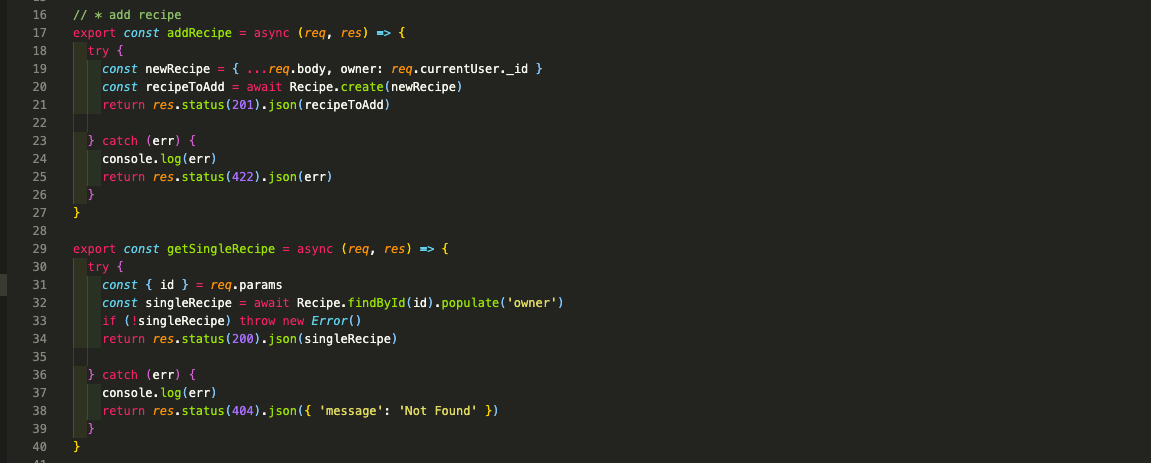 16 // * add recipe
17 export const addRecipe = async (req, res) => {
18   try {
19     const newRecipe = { ...req.body, owner: req.currentUser._id }
20     const recipeToAdd = await Recipe.create(newRecipe)
21     return res.status(201).json(recipeToAdd)
22
23   } catch (err) {
24     console.log(err)
25     return res.status(422).json(err)
26   }
27 }
28
29 export const getSingleRecipe = async (req, res) => {
30   try {
31     const { id } = req.params
32     const singleRecipe = await Recipe.findById(id).populate('owner')
33     if (!singleRecipe) throw new Error()
34     return res.status(200).json(singleRecipe)
35
36   } catch (err) {
37     console.log(err)
38     return res.status(404).json({ 'message': 'Not Found' })
39   }
40 }